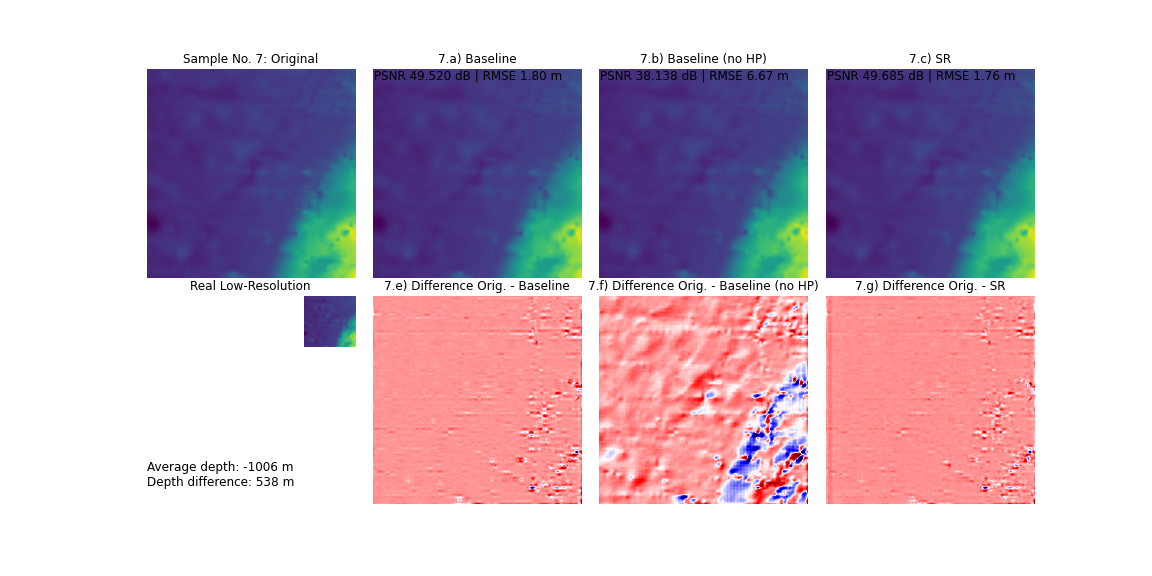 Sample No. 7: Original
7.a) Baseline
7.b) Baseline (no HP)
7.c) SR
PSNR 49.520 dB | RMSE 1.80 m
PSNR 38.138 dB | RMSE 6.67 m
PSNR 49.685 dB | RMSE 1.76 m
Real Low-Resolution
7.e) Difference Orig. - Baseline
7.f) Difference Orig. - Baseline (no HP)
7.g) Difference Orig. - SR
Average depth: -1006 m
Depth difference: 538 m